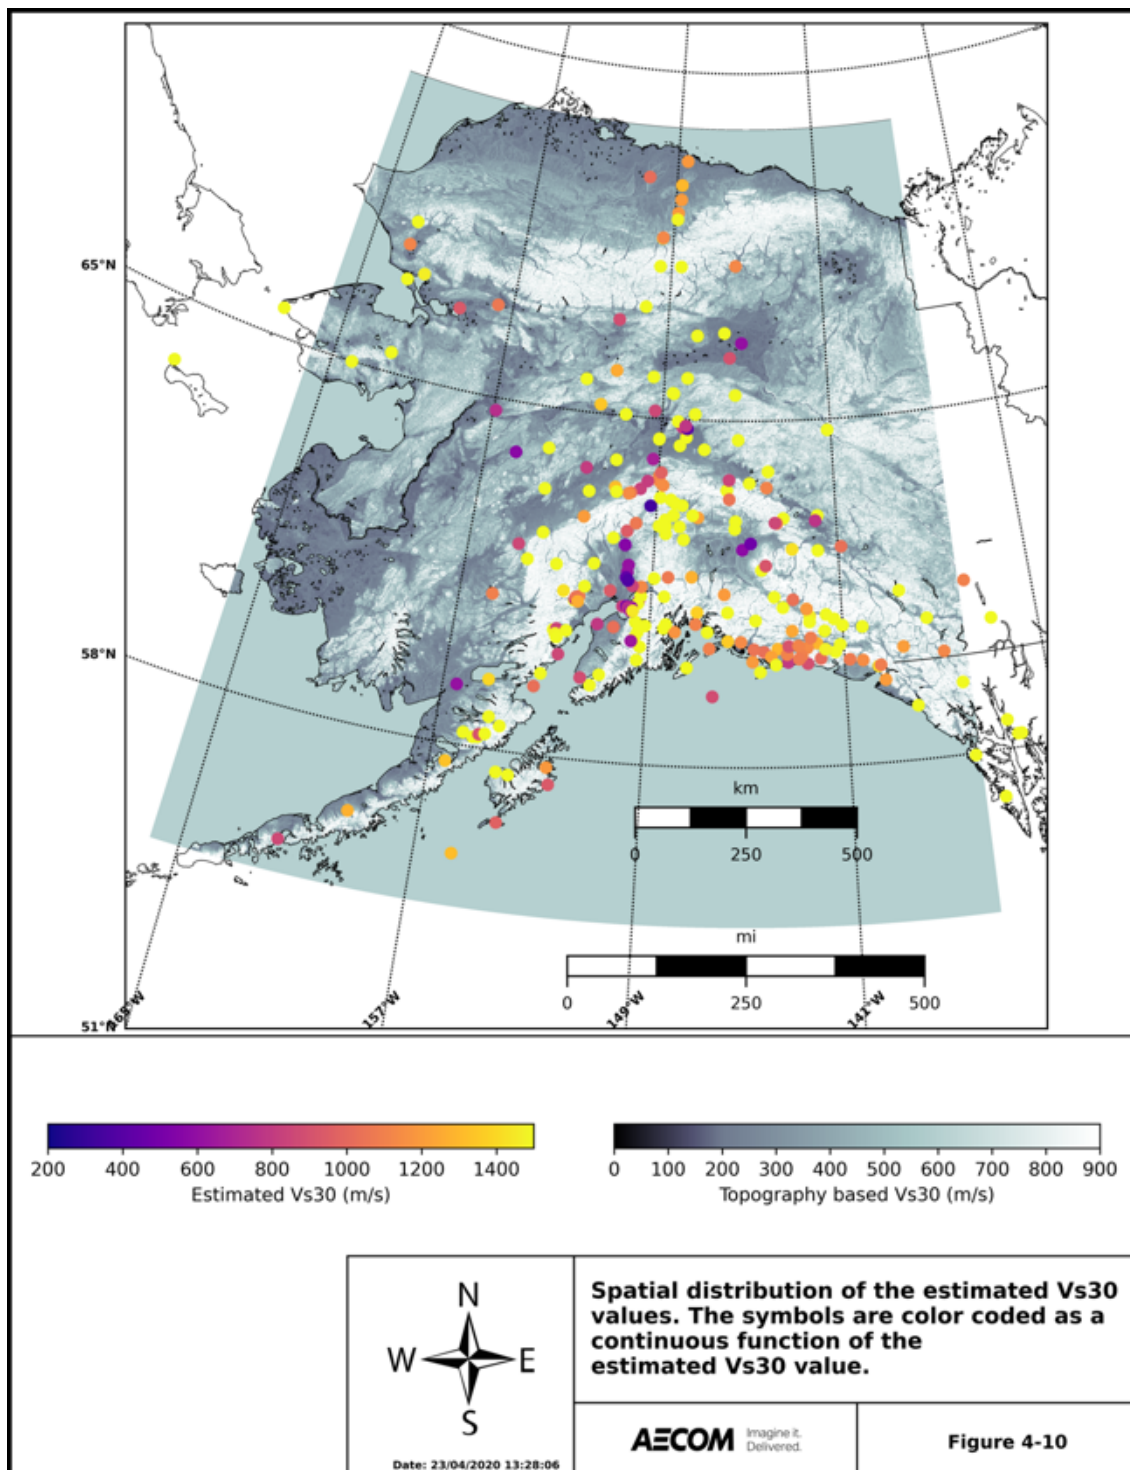 65°N
58°N
km
0 250 500
mi
0 250 500
51°N
168°W 157°W 149°W 141°W
200 400 600 800 1000 1200 1400
Estimated Vs30 (m/s)
0 100 200 300 400 500 600 700 800 900
Topography based Vs30 (m/s)
N
W E
S
Date: 23/04/2020 13:28:06
Spatial distribution of the estimated Vs30
values. The symbols are color coded as a
continuous function of the
estimated Vs30 value.
AECOM Imagine it.
Delivered.
Figure 4-10